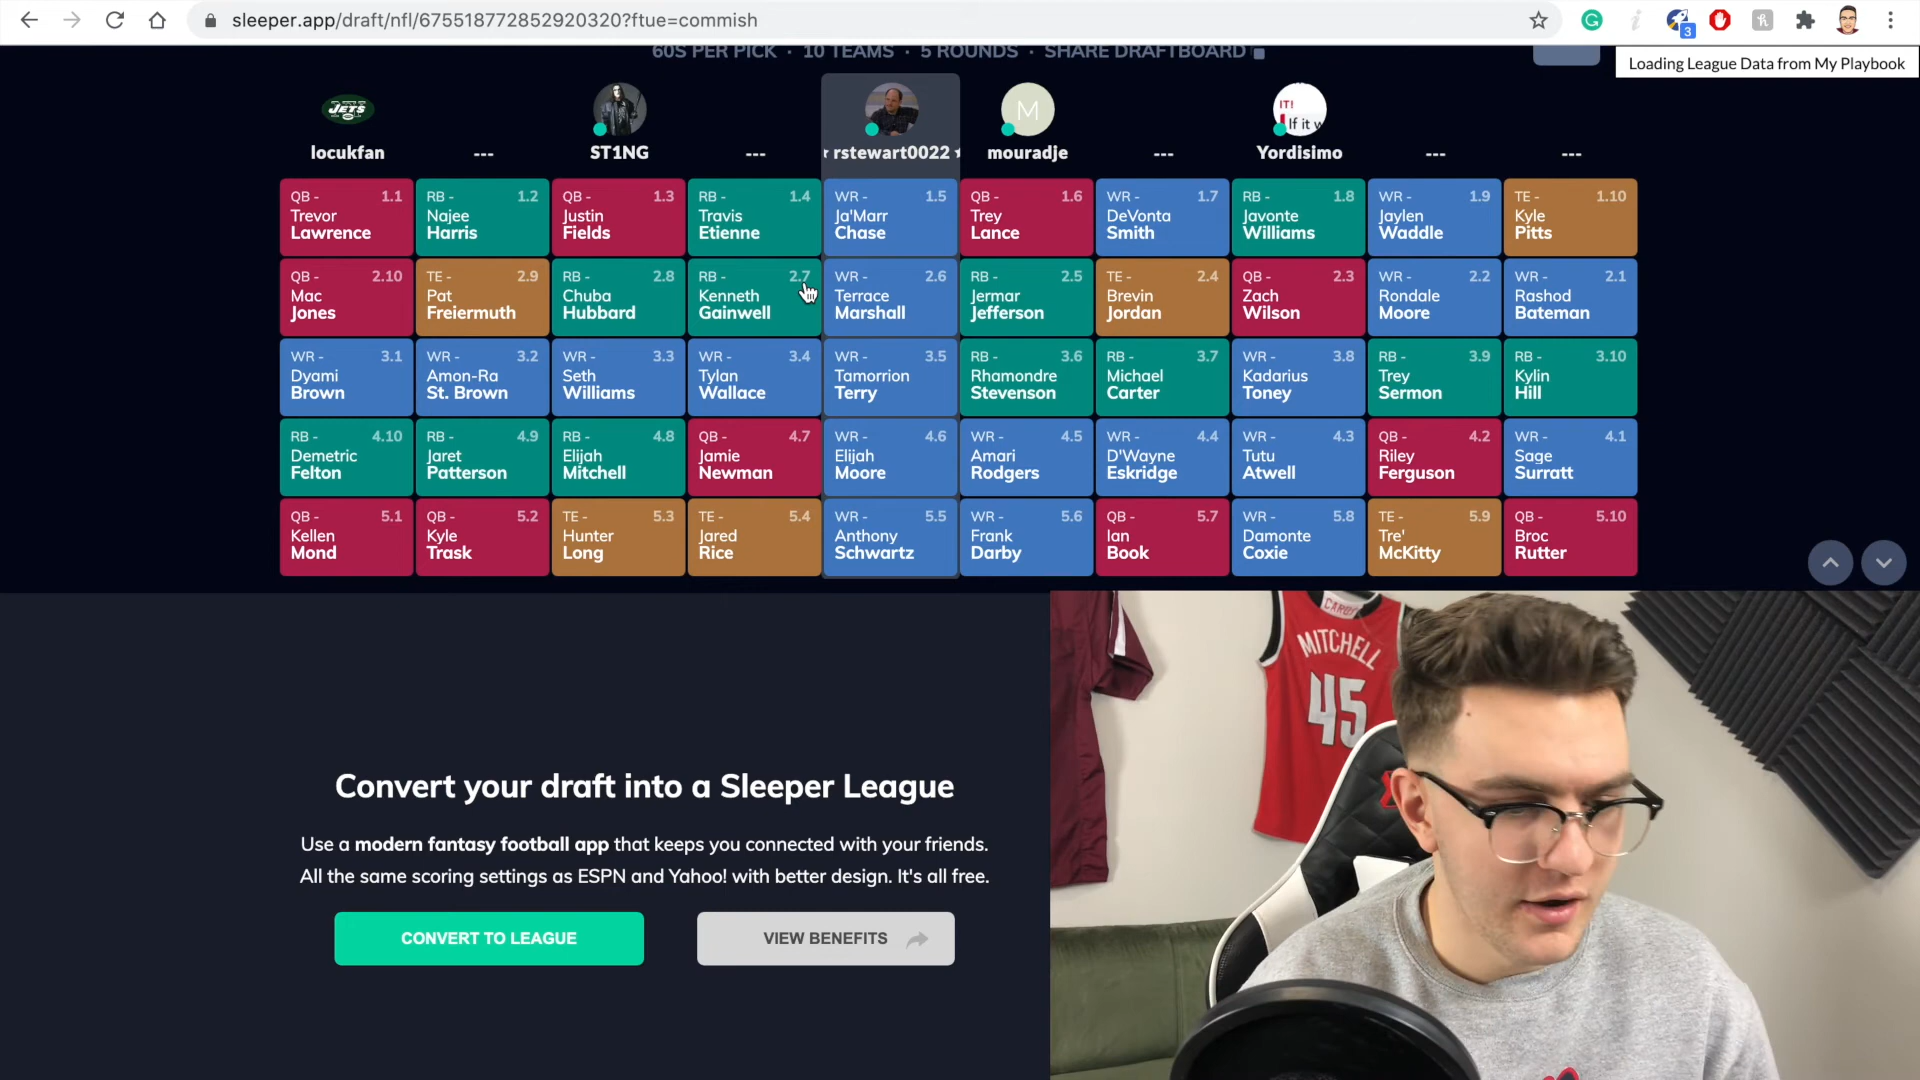 sleeper.app/draft/nfl/675518772852920320?ftue=commish
3
Loading League Data from My Playbook
60S PER PICK · 10 TEAMS · 5 ROUNDS · SHARE DRAFTBOARD
JETS
M
IT!
If it w
locukfan --- ST1NG --- rstewart0022 mouradje --- Yordisimo --- ---
QB - 1.1 RB - 1.2 QB - 1.3 RB - 1.4 WR - 1.5 QB - 1.6 WR - 1.7 RB - 1.8 WR - 1.9 TE - 1.10
Trevor Najee Justin Travis Ja'Marr Trey DeVonta Javonte Jaylen Kyle
Lawrence Harris Fields Etienne Chase Lance Smith Williams Waddle Pitts
QB - 2.10 TE - 2.9 RB - 2.8 RB - 2.7 WR - 2.6 RB - 2.5 TE - 2.4 QB - 2.3 WR - 2.2 WR - 2.1
Mac Pat Chuba Kenneth Terrace Jermar Brevin Zach Rondale Rashod
Jones Freiermuth Hubbard Gainwell Marshall Jefferson Jordan Wilson Moore Bateman
WR - 3.1 WR - 3.2 WR - 3.3 WR - 3.4 WR - 3.5 RB - 3.6 RB - 3.7 WR - 3.8 RB - 3.9 RB - 3.10
Dyami Amon-Ra Seth Tylan Tamorrion Rhamondre Michael Kadarius Trey Kylin
Brown St. Brown Williams Wallace Terry Stevenson Carter Toney Sermon Hill
RB - 4.10 RB - 4.9 RB - 4.8 QB - 4.7 WR - 4.6 WR - 4.5 WR - 4.4 WR - 4.3 QB - 4.2 WR - 4.1
Demetric Jaret Elijah Jamie Elijah Amari D'Wayne Tutu Riley Sage
Felton Patterson Mitchell Newman Moore Rodgers Eskridge Atwell Ferguson Surratt
QB - 5.1 QB - 5.2 TE - 5.3 TE - 5.4 WR - 5.5 WR - 5.6 QB - 5.7 WR - 5.8 TE - 5.9 QB - 5.10
Kellen Kyle Hunter Jared Anthony Frank Ian Damonte Tre' Broc
Mond Trask Long Rice Schwartz Darby Book Coxie McKitty Rutter
Convert your draft into a Sleeper League
Use a modern fantasy football app that keeps you connected with your friends.
All the same scoring settings as ESPN and Yahoo! with better design. It's all free.
CONVERT TO LEAGUE
VIEW BENEFITS
MITCHELL
45